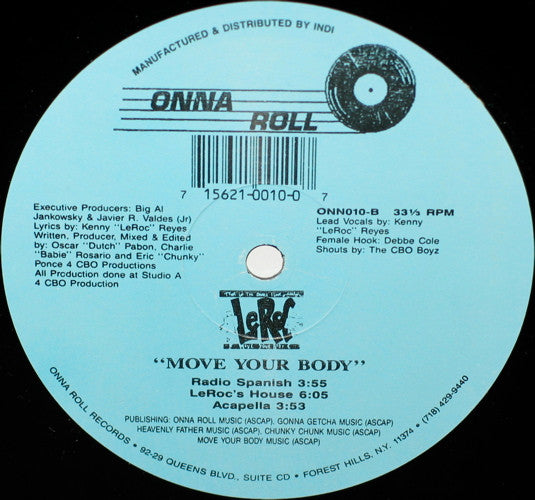 MANUFACTURED & DISTRIBUTED BY INDI
ONNA
ROLL
7 15621-0010-0 7
Executive Producers: Big Al
Jankowsky & Javier R. Valdes (Jr)
Lyrics by: Kenny "LeRoc" Reyes
Written, Producer, Mixed & Edited
by: Oscar "Dutch" Pabon, Charlie
"Babie" Rosario and Eric "Chunky"
Ponce 4 CBO Productions
All Production done at Studio A
4 CBO Production
ONN010-B 33⅓ RPM
Lead Vocals by: Kenny
"LeRoc" Reyes
Female Hook: Debbe Cole
Shouts by: The CBO Boyz
LeRoc
"MOVE YOUR BODY"
Radio Spanish 3:55
LeRoc's House 6:05
Acapella 3:53
PUBLISHING: ONNA ROLL MUSIC (ASCAP). GONNA GETCHA MUSIC (ASCAP)
HEAVENLY FATHER MUSIC (ASCAP), CHUNKY CHUNK MUSIC (ASCAP)
MOVE YOUR BODY MUSIC (ASCAP)
ONNA ROLL RECORDS • 92-29 QUEENS BLVD., SUITE CD • FOREST HILLS, N.Y. 11374 • (718) 429-9440